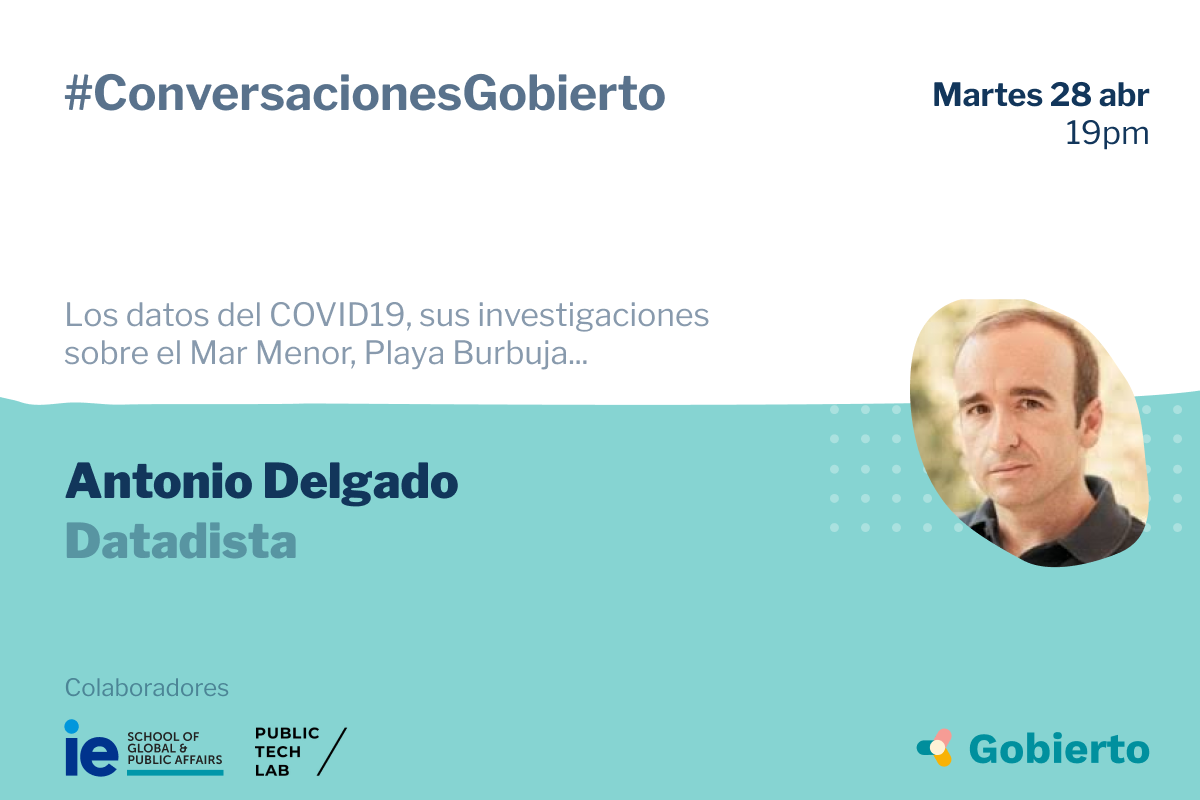 #ConversacionesGobierto
Martes 28 abr
19pm
Los datos del COVID19, sus investigaciones
sobre el Mar Menor, Playa Burbuja...
Antonio Delgado
Datadista
Colaboradores
ie
SCHOOL OF
GLOBAL &
PUBLIC AFFAIRS
PUBLIC
TECH
LAB
Gobierto